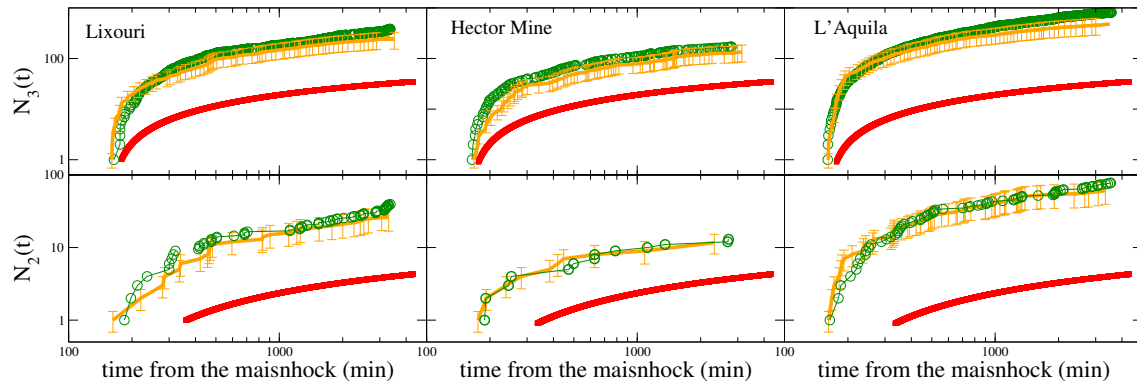 Lixouri Hector Mine L'Aquila
100
N3(t)
1
100
10
N2(t)
1
100 1000 100 1000 100 1000
time from the maisnhock (min) time from the maisnhock (min) time from the maisnhock (min)